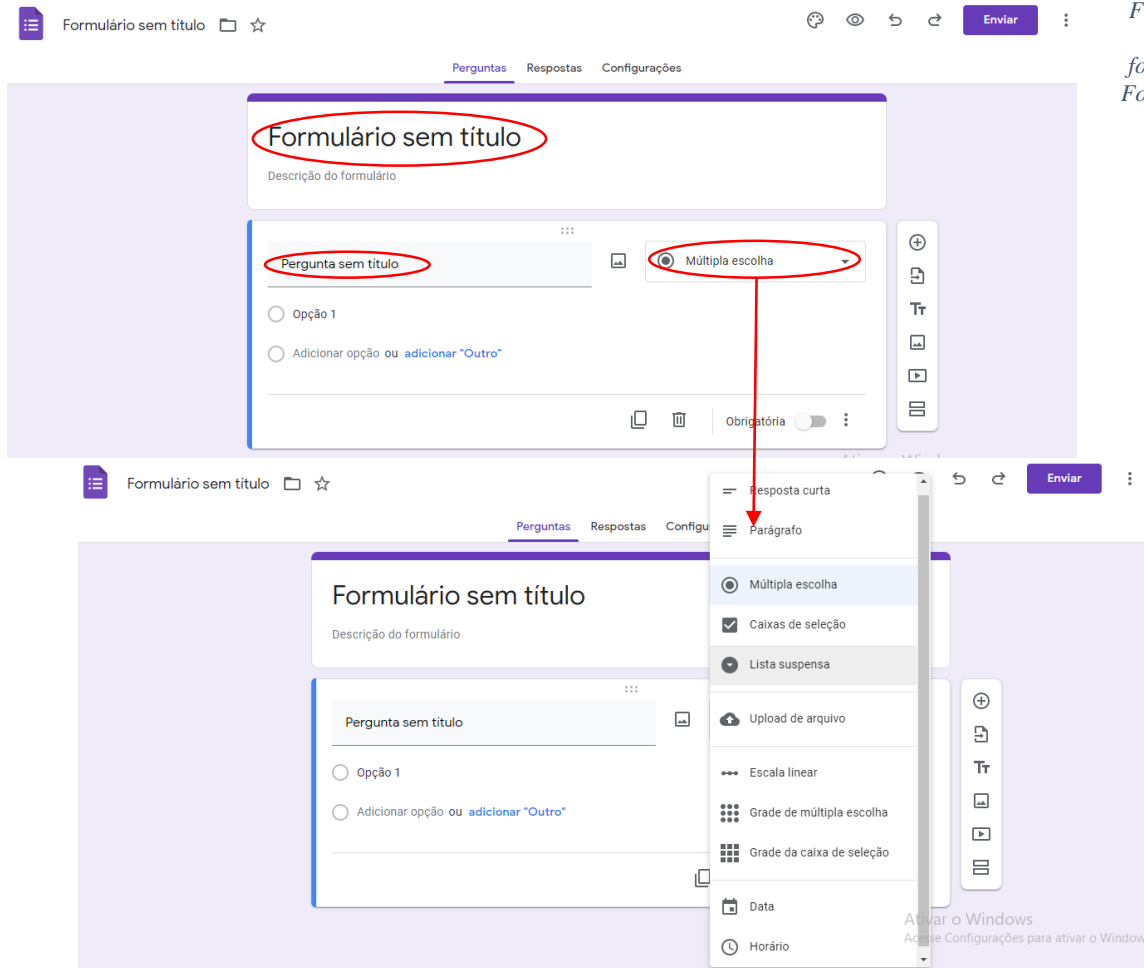 Formulário sem título
Enviar
Perguntas Respostas Configurações
Formulário sem título
Descrição do formulário
Pergunta sem título
Múltipla escolha
Opção 1
Adicionar opção ou adicionar "Outro"
Obrigatória
Formulário sem título
Enviar
Perguntas Respostas Configu
Resposta curta
Parágrafo
Formulário sem título
Descrição do formulário
Múltipla escolha
Caixas de seleção
Lista suspensa
Pergunta sem título
Opção 1
Adicionar opção ou adicionar "Outro"
Upload de arquivo
Escala linear
Grade de múltipla escolha
Grade da caixa de seleção
Data
Horário
Ativar o Windows
Acesse Configurações para ativar o Window